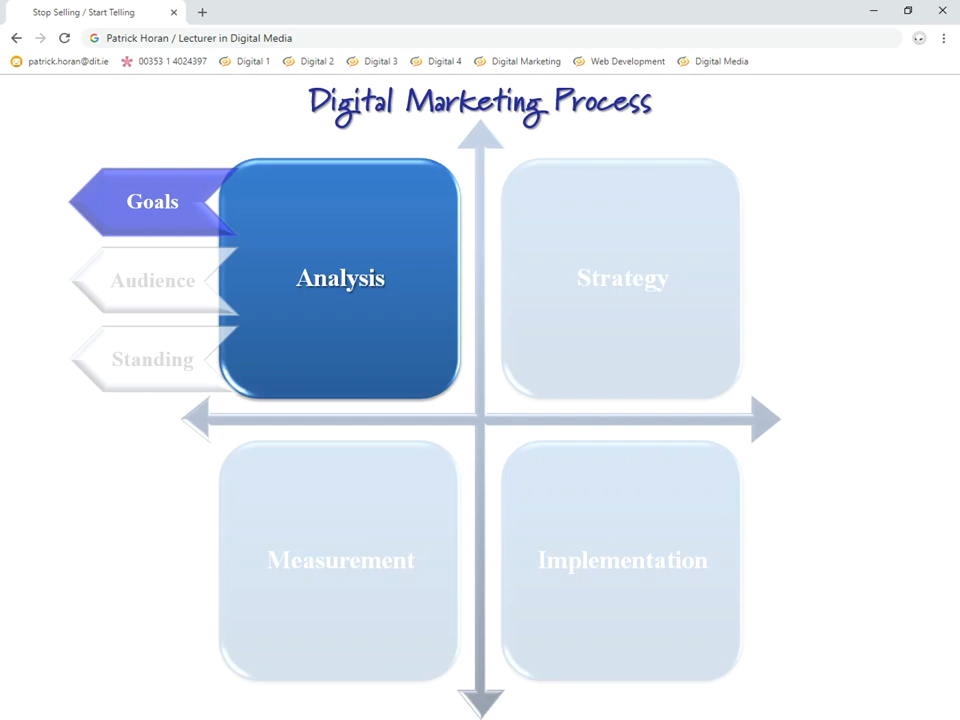 Stop Selling / Start Telling
Patrick Horan / Lecturer in Digital Media
patrick.horan@dit.ie 00353 1 4024397 Digital 1 Digital 2 Digital 3 Digital 4 Digital Marketing Web Development Digital Media
Digital Marketing Process
Goals
Audience
Standing
Analysis
Strategy
Measurement
Implementation